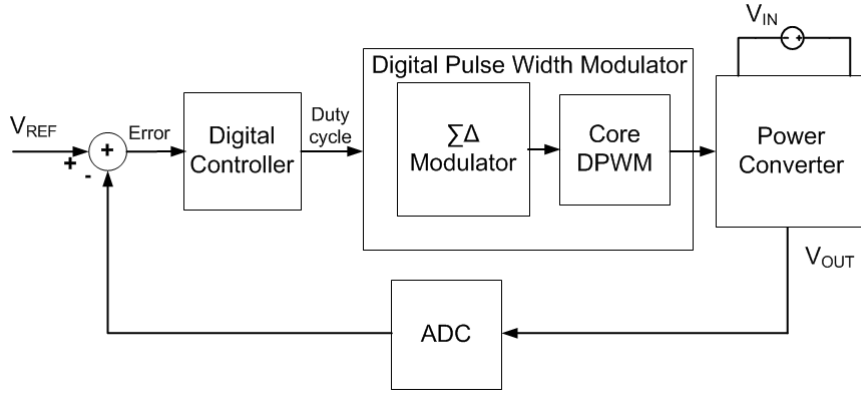 V_IN
Digital Pulse Width Modulator
V_REF
Error
Digital
Controller
Duty
cycle
∑Δ
Modulator
Core
DPWM
Power
Converter
+
+
-
V_OUT
ADC